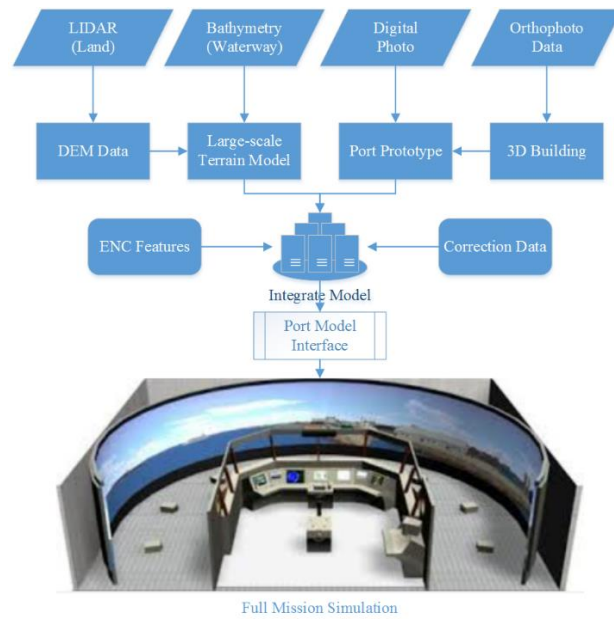 LIDAR
(Land)
Bathymetry
(Waterway)
Digital
Photo
Orthophoto
Data
DEM Data
Large-scale
Terrain Model
Port Prototype
3D Building
ENC Features
Correction Data
Integrate Model
Port Model
Interface
Full Mission Simulation